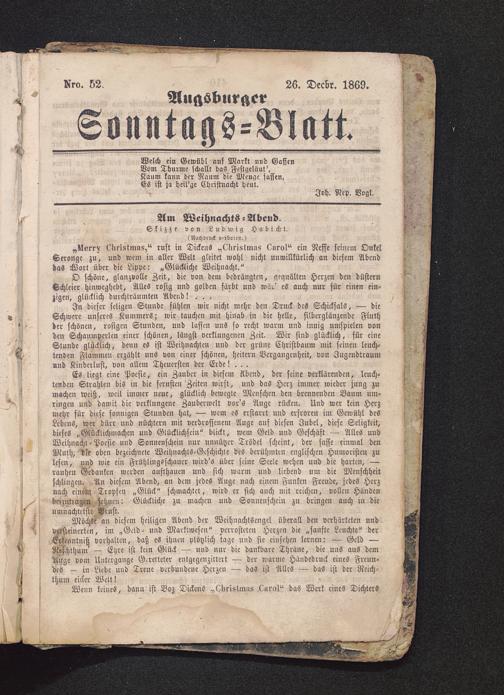 Nro. 52.
26. Decbr. 1869.
Augsburger
Sonntags=Blatt.
Welch ein Gewühl auf Markt und Gassen
Vom Thurme schallt das Festgeläut',
Kaum kann der Raum die Menge fassen,
Es ist ja heil'ge Christnacht heut.
Joh. Nep. Vogl.
Am Weihnachts=Abend.
Skizze von Ludwig Habicht.
(Nachdruck verboten.)
„Merry Christmas,“ ruft in Dickens „Christmas Carol“ ein Neffe seinem Onkel
Scronge zu, und wem in aller Welt gleitet wohl nicht unwillkürlich an diesem Abend
das Wort über die Lippe: „Glückliche Weihnacht.“
O schöne, glanzvolle Zeit, die von dem bedrängten, gequälten Herzen den düstern
Schleier hinweghebt, Alles rosig und golden färbt und wär' es auch nur für einen ein-
zigen, glücklich durchträumten Abend! . . .
In dieser seligen Stunde fühlen wir nicht mehr den Druck des Schicksals, — die
Schwere unseres Kummers; wir tauchen mit hinab in die helle, silberglänzende Fluth
der schönen, rosigen Stunden, und lassen uns so recht warm und innig umspielen von
den Schaumperlen einer schönen, längst verklungenen Zeit. Wir sind glücklich, für eine
Stunde glücklich, denn es ist Weihnachten und der grüne Christbaum mit seinen leuch-
tenden Flammen erzählt uns von einer schönen, heitern Vergangenheit, von Jugendtraum
und Kinderlust, von allem Theuersten der Erde! . . .
Es liegt eine Poesie, ein Zauber in diesem Abend, der seine verklärenden, leuch-
tenden Strahlen bis in die fernsten Zeiten wirft, und das Herz immer wieder jung zu
machen weiß, weil immer neue, glücklich bewegte Menschen den brennenden Baum um-
ringen und damit die verklungene Zauberwelt vor's Auge rücken. Und wer kein Herz
mehr für diese sonnigen Stunden hat, — wem es erstarrt und erfroren im Gewühl des
Lebens, wer dürr und nüchtern mit verdrossenem Auge auf diesen Jubel, diese Seligkeit,
dieses „Glücklichmachen und Glücklichsein“ blickt, wem Geld und Geschäft — Alles und
Weihnachts=Poesie und Sonnenschein nur unnützer Trödel scheint, der fasse einmal den
Muth, die oben bezeichnete Weihnachts=Geschichte des berühmten englischen Humoristen zu
lesen, und wie ein Frühlingsschauer wird's über seine Seele wehen und die harten, —
rauhen Gedanken werden aufthauen und sich warm und liebend um die Menschheit
schlingen. An diesem Abend, an dem jedes Auge nach einem Funken Freude, jedes Herz
nach einem Tropfen „Glück“ schmachtet, wird er sich auch mit reichen, vollen Händen
beizutragen sehnen: Glückliche zu machen und Sonnenschein zu bringen auch in die
umnachtetste Brust.
Möchte an diesem heiligen Abend der Weihnachtsengel überall den verhärteten und
versteinerten, im „Geld= und Marktwesen“ verrosteten Herzen die „sanfte Leuchte“ der
Erkenntniß vorhalten, daß es ihnen plötzlich tage und sie einsehen lernen: — Geld —
Reichthum — Ehre ist kein Glück — und nur die dankbare Thräne, die uns aus dem
Auge vom Untergange Geretteter entgegenzittert — der warme Händedruck eines Freun-
des — in Liebe und Treue verbundene Herzen — das ist Alles — das ist der Reich-
thum dieser Welt!
Wenn keines, dann ist Boz Dickens „Christmas Carol“ das Werk eines Dichters